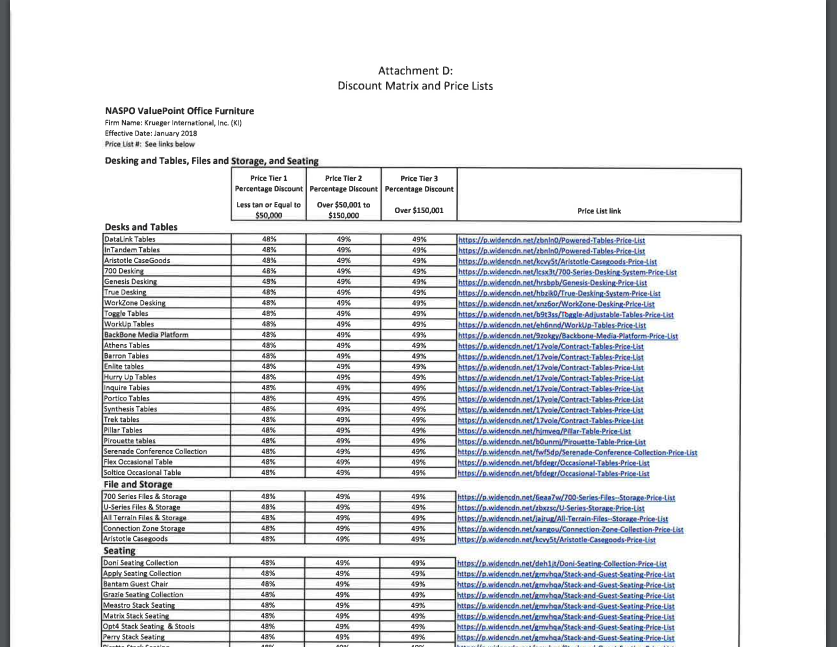 Attachment D:
Discount Matrix and Price Lists
NASPO ValuePoint Office Furniture
Firm Name: Krueger International, Inc. (KI)
Effective Date: January 2018
Price List #: See links below
Desking and Tables, Files and Storage, and Seating
Price Tier 1 Price Tier 2 Price Tier 3
Percentage Discount Percentage Discount Percentage Discount
Less tan or Equal to $50,000 Over $50,001 to $150,000 Over $150,001 Price List link
Desks and Tables
DataLink Tables 48% 49% 49% https://p.widencdn.net/zbnln0/Powered-Tables-Price-List
InTandem Tables 48% 49% 49% https://p.widencdn.net/zbnln0/Powered-Tables-Price-List
Aristotle CaseGoods 48% 49% 49% https://p.widencdn.net/kcvy5t/Aristotle-Casegoods-Price-List
700 Desking 48% 49% 49% https://p.widencdn.net/lcsx3t/700-Series-Desking-System-Price-List
Genesis Desking 48% 49% 49% https://p.widencdn.net/hrsbpb/Genesis-Desking-Price-List
True Desking 48% 49% 49% https://p.widencdn.net/hbzik0/True-Desking-System-Price-List
WorkZone Desking 48% 49% 49% https://p.widencdn.net/xnz6or/WorkZone-Desking-Price-List
Toggle Tables 48% 49% 49% https://p.widencdn.net/b9t3ss/Toggle-Adjustable-Tables-Price-List
WorkUp Tables 48% 49% 49% https://p.widencdn.net/eh6nnd/WorkUp-Tables-Price-List
BackBone Media Platform 48% 49% 49% https://p.widencdn.net/9zokgy/Backbone-Media-Platform-Price-List
Athens Tables 48% 49% 49% https://p.widencdn.net/17voie/Contract-Tables-Price-List
Barron Tables 48% 49% 49% https://p.widencdn.net/17voie/Contract-Tables-Price-List
Enlite tables 48% 49% 49% https://p.widencdn.net/17voie/Contract-Tables-Price-List
Hurry Up Tables 48% 49% 49% https://p.widencdn.net/17voie/Contract-Tables-Price-List
Inquire Tables 48% 49% 49% https://p.widencdn.net/17voie/Contract-Tables-Price-List
Portico Tables 48% 49% 49% https://p.widencdn.net/17voie/Contract-Tables-Price-List
Synthesis Tables 48% 49% 49% https://p.widencdn.net/17voie/Contract-Tables-Price-List
Trek tables 48% 49% 49% https://p.widencdn.net/17voie/Contract-Tables-Price-List
Pillar Tables 48% 49% 49% https://p.widencdn.net/hjmveq/Pillar-Table-Price-List
Pirouette tables 48% 49% 49% https://p.widencdn.net/b0unmj/Pirouette-Table-Price-List
Serenade Conference Collection 48% 49% 49% https://p.widencdn.net/fwf5dp/Serenade-Conference-Collection-Price-List
Flex Occasional Table 48% 49% 49% https://p.widencdn.net/bfdegr/Occasional-Tables-Price-List
Soltice Occasional Table 48% 49% 49% https://p.widencdn.net/bfdegr/Occasional-Tables-Price-List
File and Storage
700 Series Files & Storage 48% 49% 49% https://p.widencdn.net/6eaa7w/700-Series-Files--Storage-Price-List
U-Series Files & Storage 48% 49% 49% https://p.widencdn.net/zbxzsc/U-Series-Storage-Price-List
All Terrain Files & Storage 48% 49% 49% https://p.widencdn.net/jajrug/All-Terrain-Files--Storage-Price-List
Connection Zone Storage 48% 49% 49% https://p.widencdn.net/xangou/Connection-Zone-Collection-Price-List
Aristotle Casegoods 48% 49% 49% https://p.widencdn.net/kcvy5t/Aristotle-Casegoods-Price-List
Seating
Doni Seating Collection 48% 49% 49% https://p.widencdn.net/deh1jt/Doni-Seating-Collection-Price-List
Apply Seating Collection 48% 49% 49% https://p.widencdn.net/gmvhqa/Stack-and-Guest-Seating-Price-List
Bantam Guest Chair 48% 49% 49% https://p.widencdn.net/gmvhqa/Stack-and-Guest-Seating-Price-List
Grazie Seating Collection 48% 49% 49% https://p.widencdn.net/gmvhqa/Stack-and-Guest-Seating-Price-List
Meastro Stack Seating 48% 49% 49% https://p.widencdn.net/gmvhqa/Stack-and-Guest-Seating-Price-List
Matrix Stack Seating 48% 49% 49% https://p.widencdn.net/gmvhqa/Stack-and-Guest-Seating-Price-List
Opt4 Stack Seating & Stools 48% 49% 49% https://p.widencdn.net/gmvhqa/Stack-and-Guest-Seating-Price-List
Perry Stack Seating 48% 49% 49% https://p.widencdn.net/gmvhqa/Stack-and-Guest-Seating-Price-List